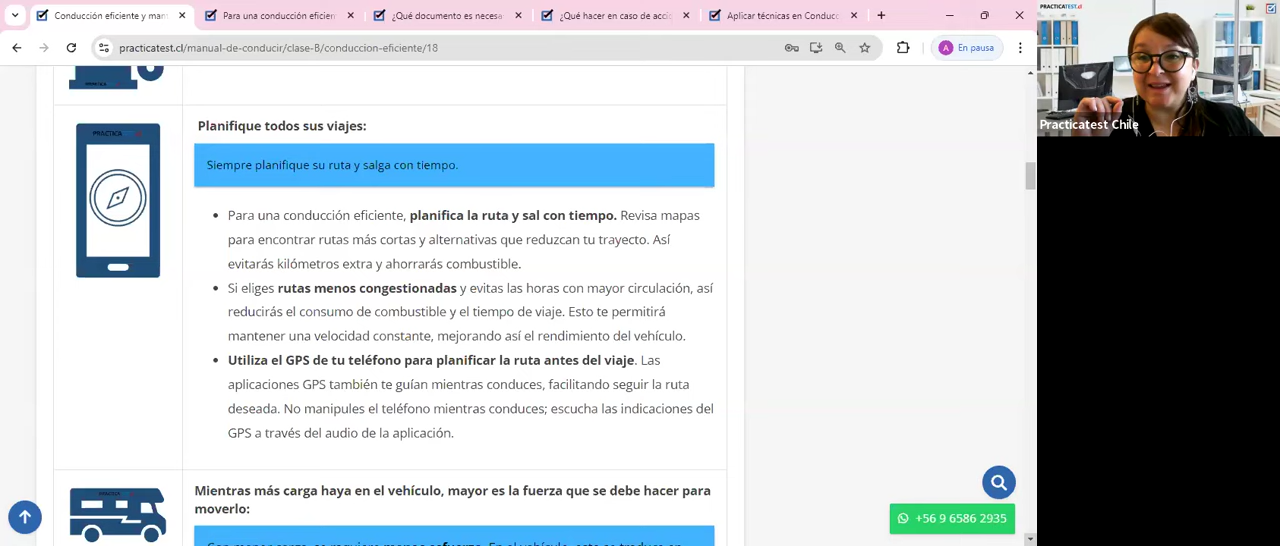 Conducción eficiente y man
Para una conducción eficien
¿Qué documento es necesa
¿Qué hacer en caso de acci
Aplicar técnicas en Conduc
practicatest.cl/manual-de-conducir/clase-B/conduccion-eficiente/18
A En pausa
PRACTICATEST.cl
Practicatest Chile
Planifique todos sus viajes:
Siempre planifique su ruta y salga con tiempo.
Para una conducción eficiente, planifica la ruta y sal con tiempo. Revisa mapas
para encontrar rutas más cortas y alternativas que reduzcan tu trayecto. Así
evitarás kilómetros extra y ahorrarás combustible.
Si eliges rutas menos congestionadas y evitas las horas con mayor circulación, así
reducirás el consumo de combustible y el tiempo de viaje. Esto te permitirá
mantener una velocidad constante, mejorando así el rendimiento del vehículo.
Utiliza el GPS de tu teléfono para planificar la ruta antes del viaje. Las
aplicaciones GPS también te guían mientras conduces, facilitando seguir la ruta
deseada. No manipules el teléfono mientras conduces; escucha las indicaciones del
GPS a través del audio de la aplicación.
Mientras más carga haya en el vehículo, mayor es la fuerza que se debe hacer para
moverlo:
+56 9 6586 2935